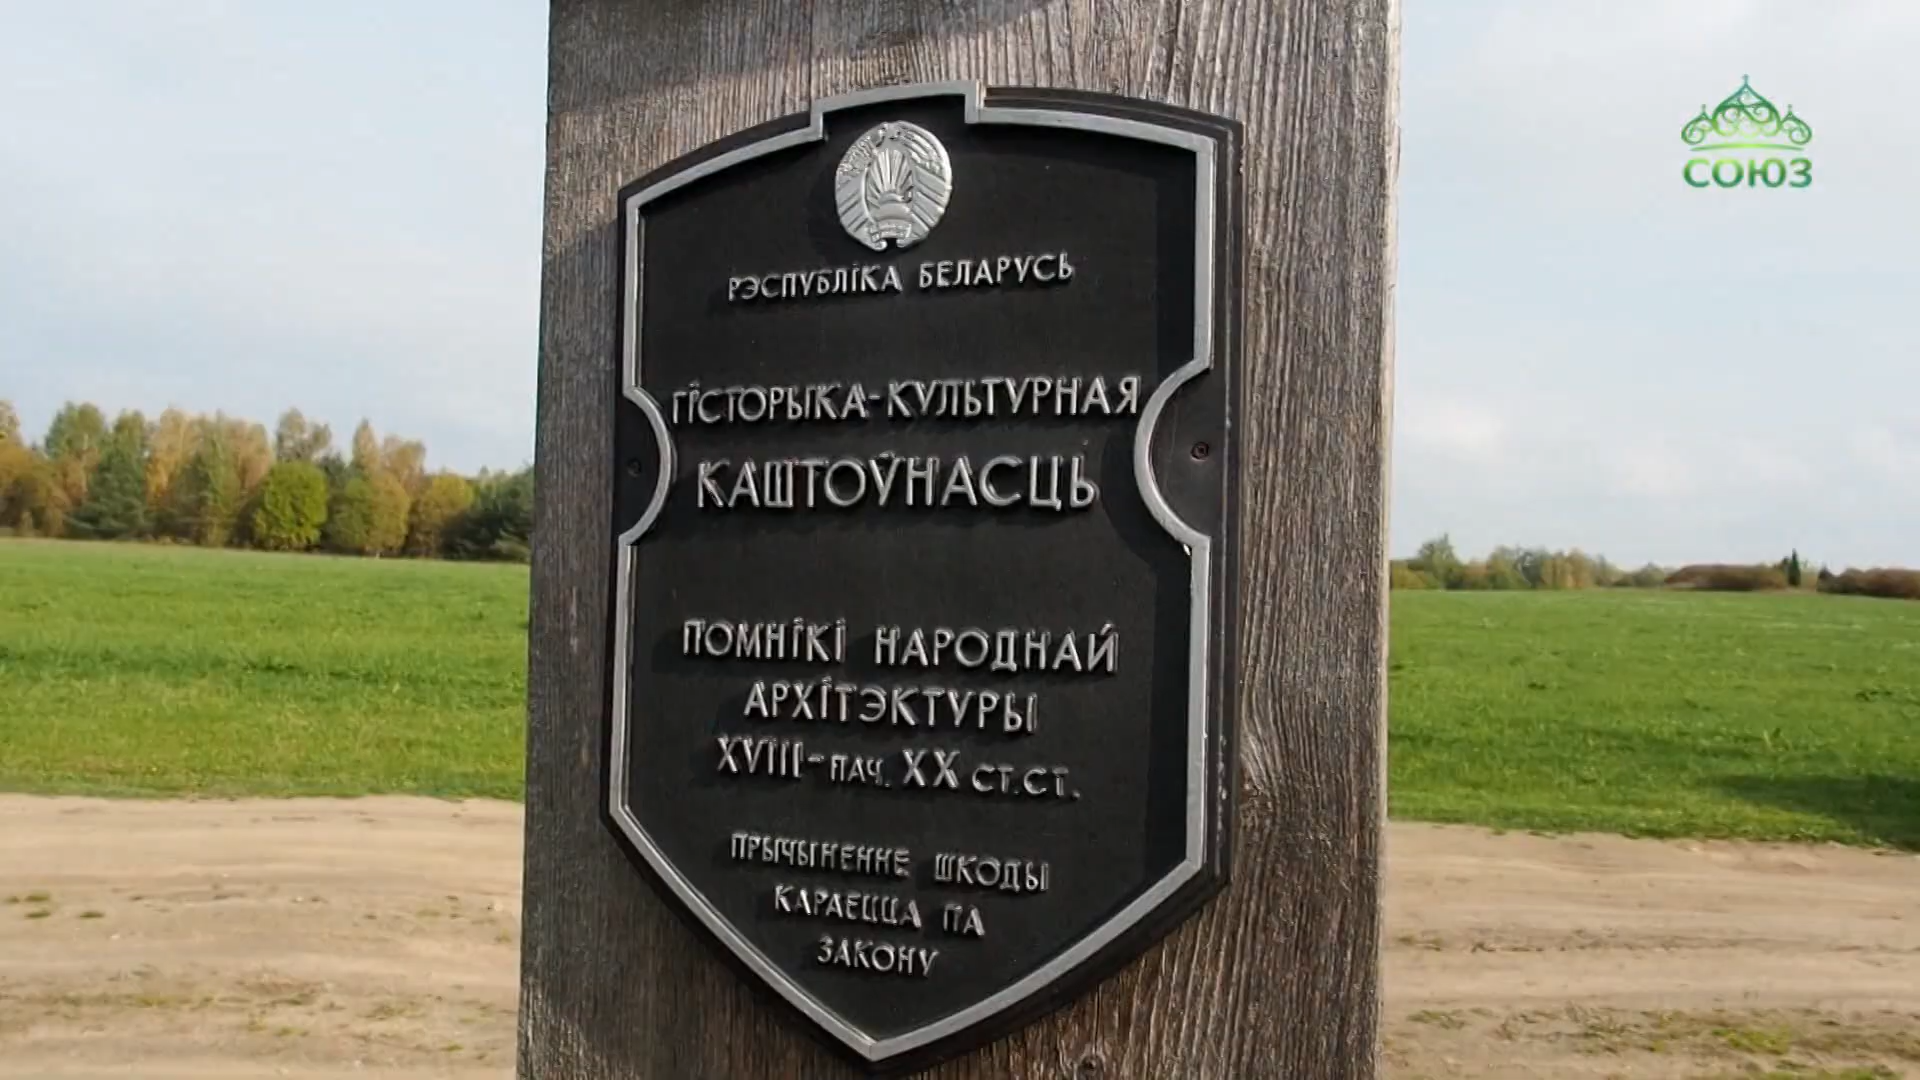 СОЮЗ
РЭСПУБЛІКА БЕЛАРУСЬ
ГІСТОРЫКА-КУЛЬТУРНАЯ
КАШТОЎНАСЦЬ
ПОМНІКІ НАРОДНАЙ
АРХІТЭКТУРЫ
XVIII-ПАЧ. XX СТ.СТ.
ПРЫЧЫНЕННЕ ШКОДЫ
КАРАЕЦЦА ПА
ЗАКОНУ